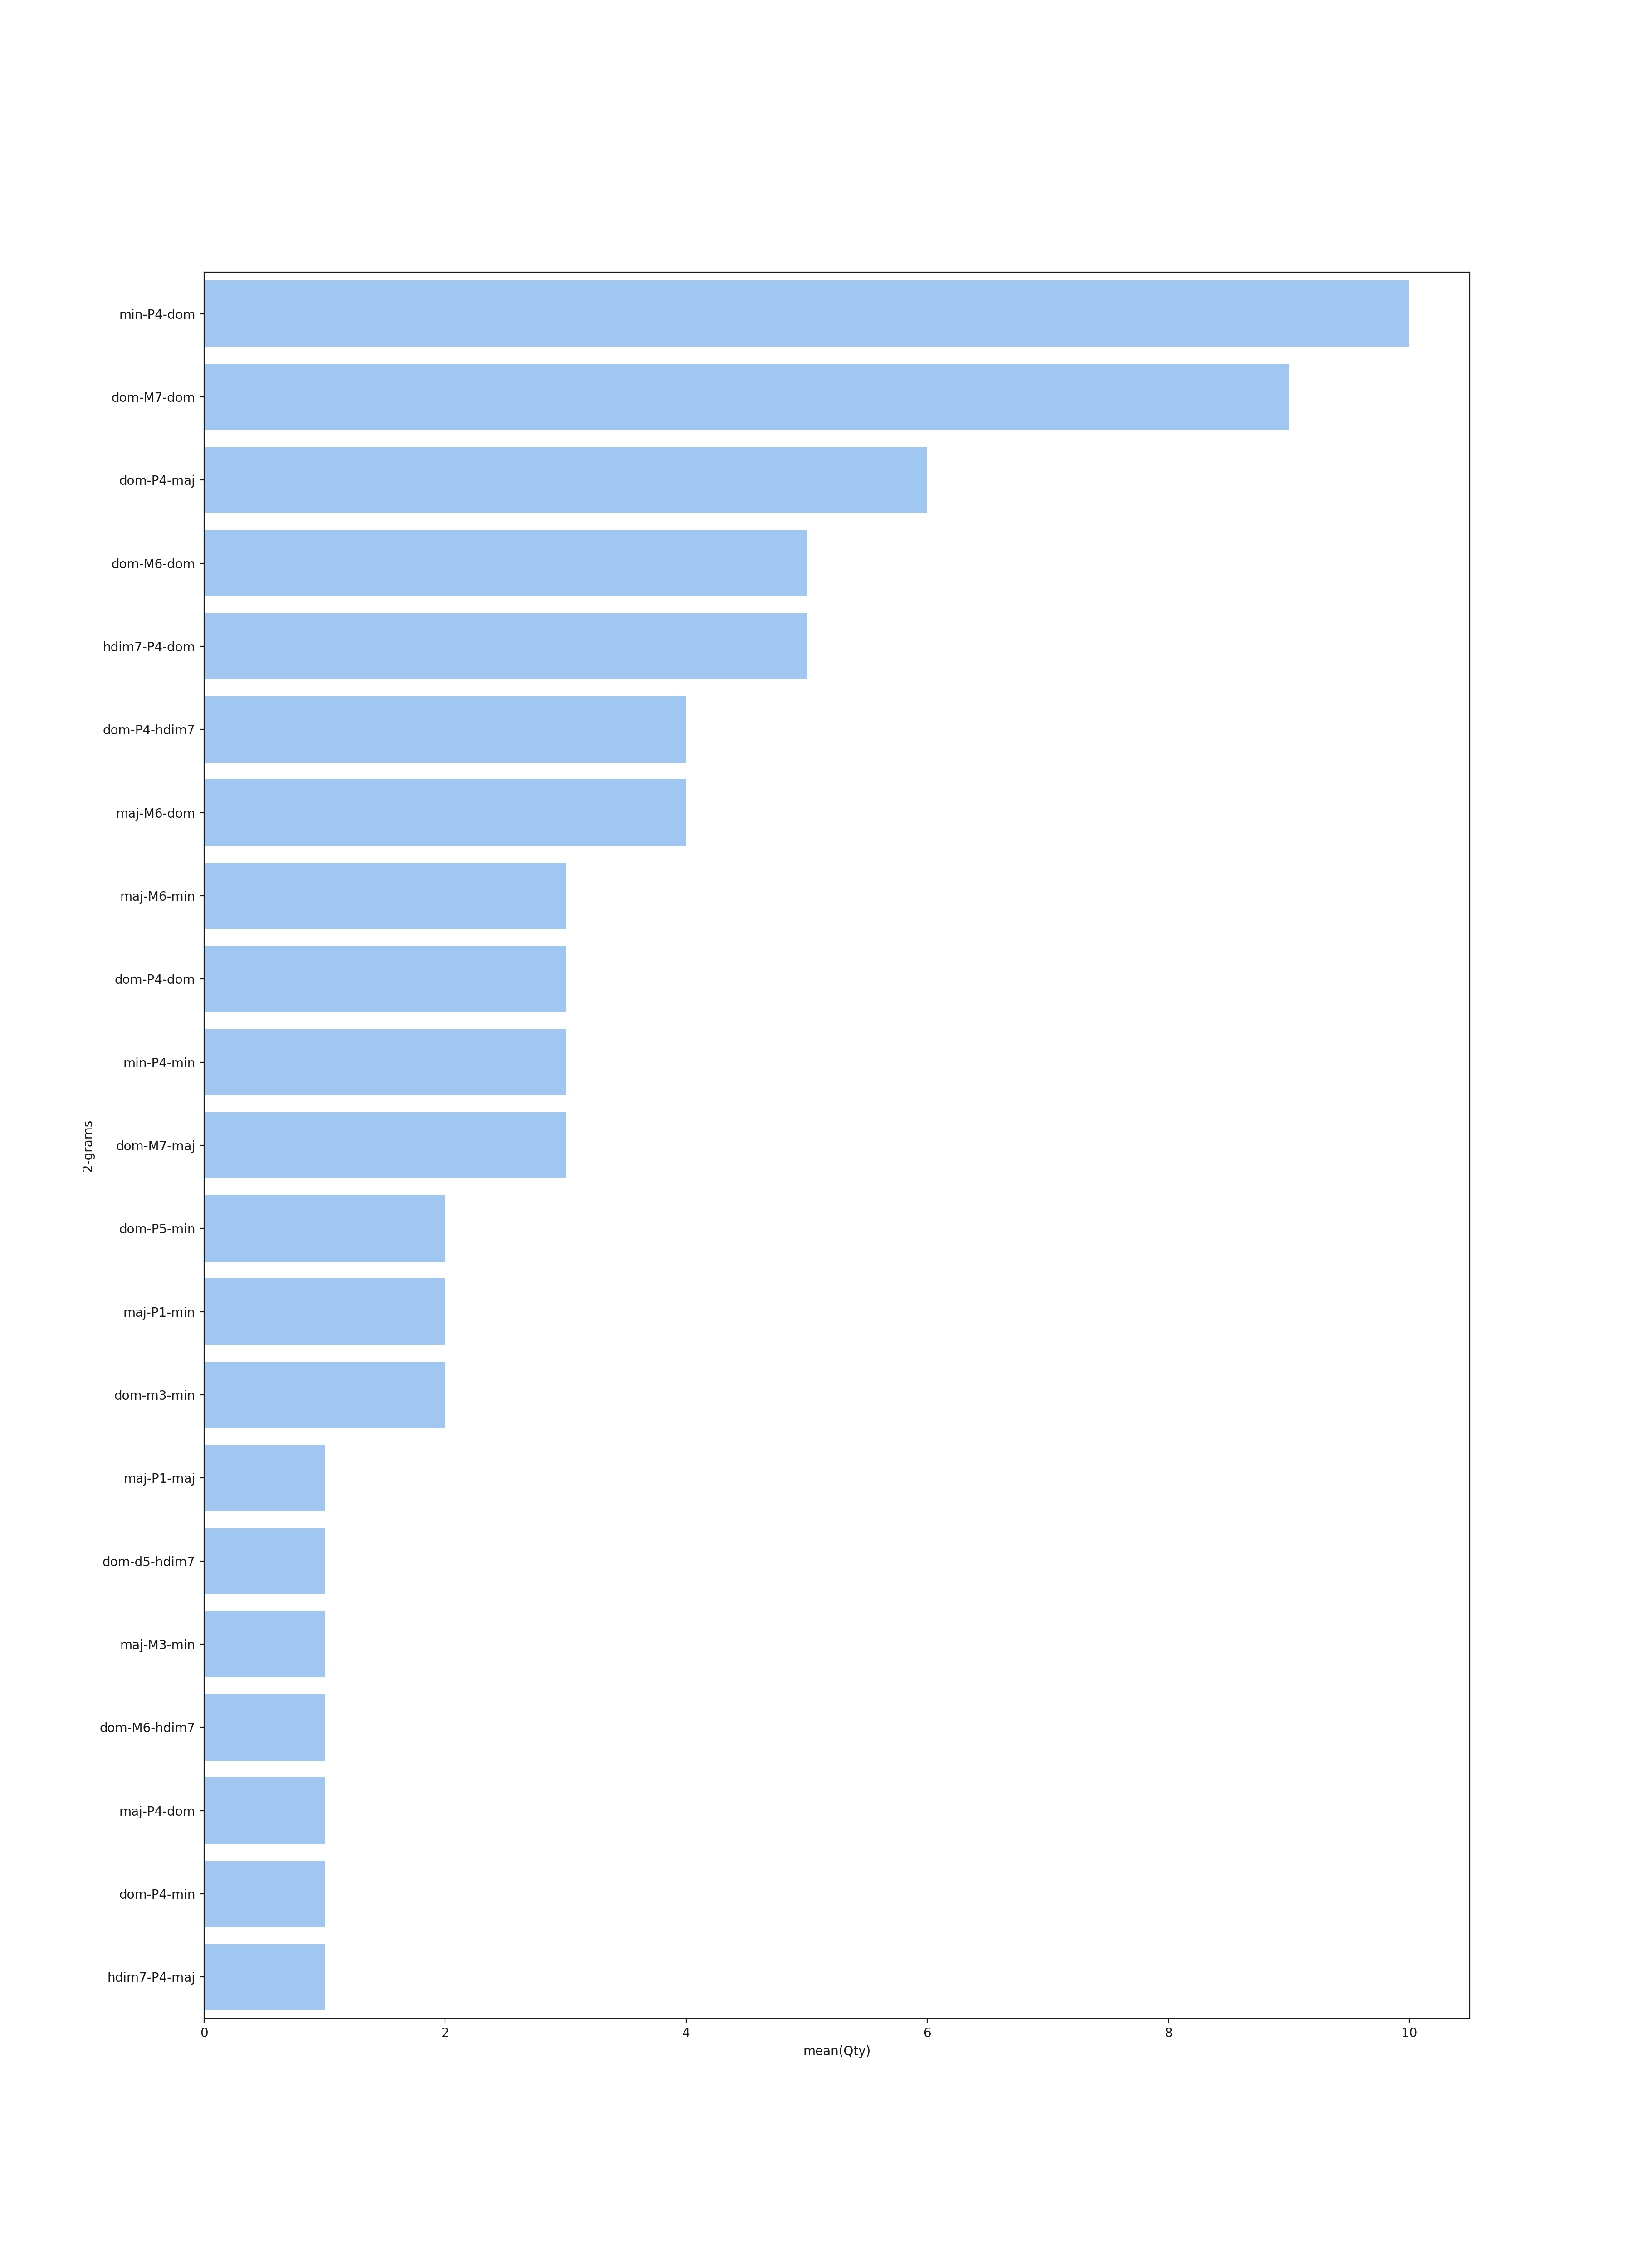 min-P4-dom
dom-M7-dom
dom-P4-maj
dom-M6-dom
hdim7-P4-dom
dom-P4-hdim7
maj-M6-dom
maj-M6-min
dom-P4-dom
min-P4-min
dom-M7-maj
dom-P5-min
maj-P1-min
dom-m3-min
maj-P1-maj
dom-d5-hdim7
maj-M3-min
dom-M6-hdim7
maj-P4-dom
dom-P4-min
hdim7-P4-maj
2-grams
0 2 4 6 8 10
mean(Qty)